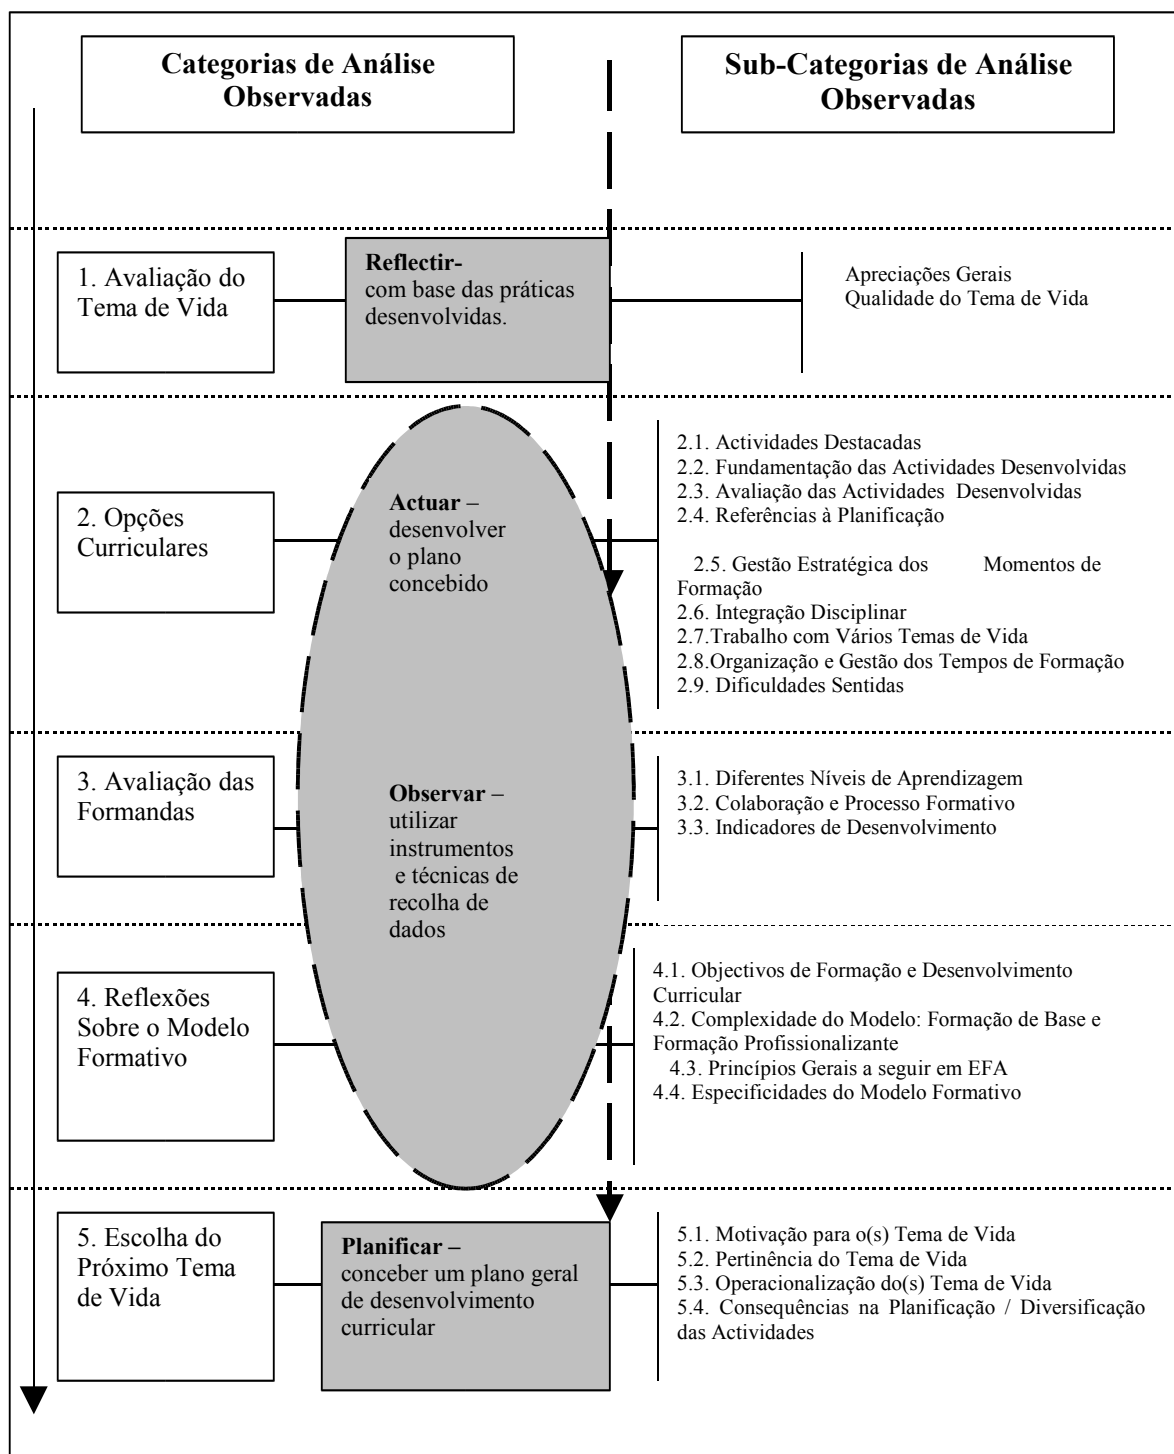 Categorias de Análise
Observadas
Sub-Categorias de Análise
Observadas
1. Avaliação do
Tema de Vida
Reflectir-
com base das práticas
desenvolvidas.
Apreciações Gerais
Qualidade do Tema de Vida
2. Opções
Curriculares
Actuar –
desenvolver
o plano
concebido
2.1. Actividades Destacadas
2.2. Fundamentação das Actividades Desenvolvidas
2.3. Avaliação das Actividades Desenvolvidas
2.4. Referências à Planificação
2.5. Gestão Estratégica dos Momentos de
Formação
2.6. Integração Disciplinar
2.7.Trabalho com Vários Temas de Vida
2.8.Organização e Gestão dos Tempos de Formação
2.9. Dificuldades Sentidas
3. Avaliação das
Formandas
Observar –
utilizar
instrumentos
e técnicas de
recolha de
dados
3.1. Diferentes Níveis de Aprendizagem
3.2. Colaboração e Processo Formativo
3.3. Indicadores de Desenvolvimento
4. Reflexões
Sobre o Modelo
Formativo
4.1. Objectivos de Formação e Desenvolvimento
Curricular
4.2. Complexidade do Modelo: Formação de Base e
Formação Profissionalizante
4.3. Princípios Gerais a seguir em EFA
4.4. Especificidades do Modelo Formativo
5. Escolha do
Próximo Tema
de Vida
Planificar –
conceber um plano geral
de desenvolvimento
curricular
5.1. Motivação para o(s) Tema de Vida
5.2. Pertinência do Tema de Vida
5.3. Operacionalização do(s) Tema de Vida
5.4. Consequências na Planificação / Diversificação
das Actividades